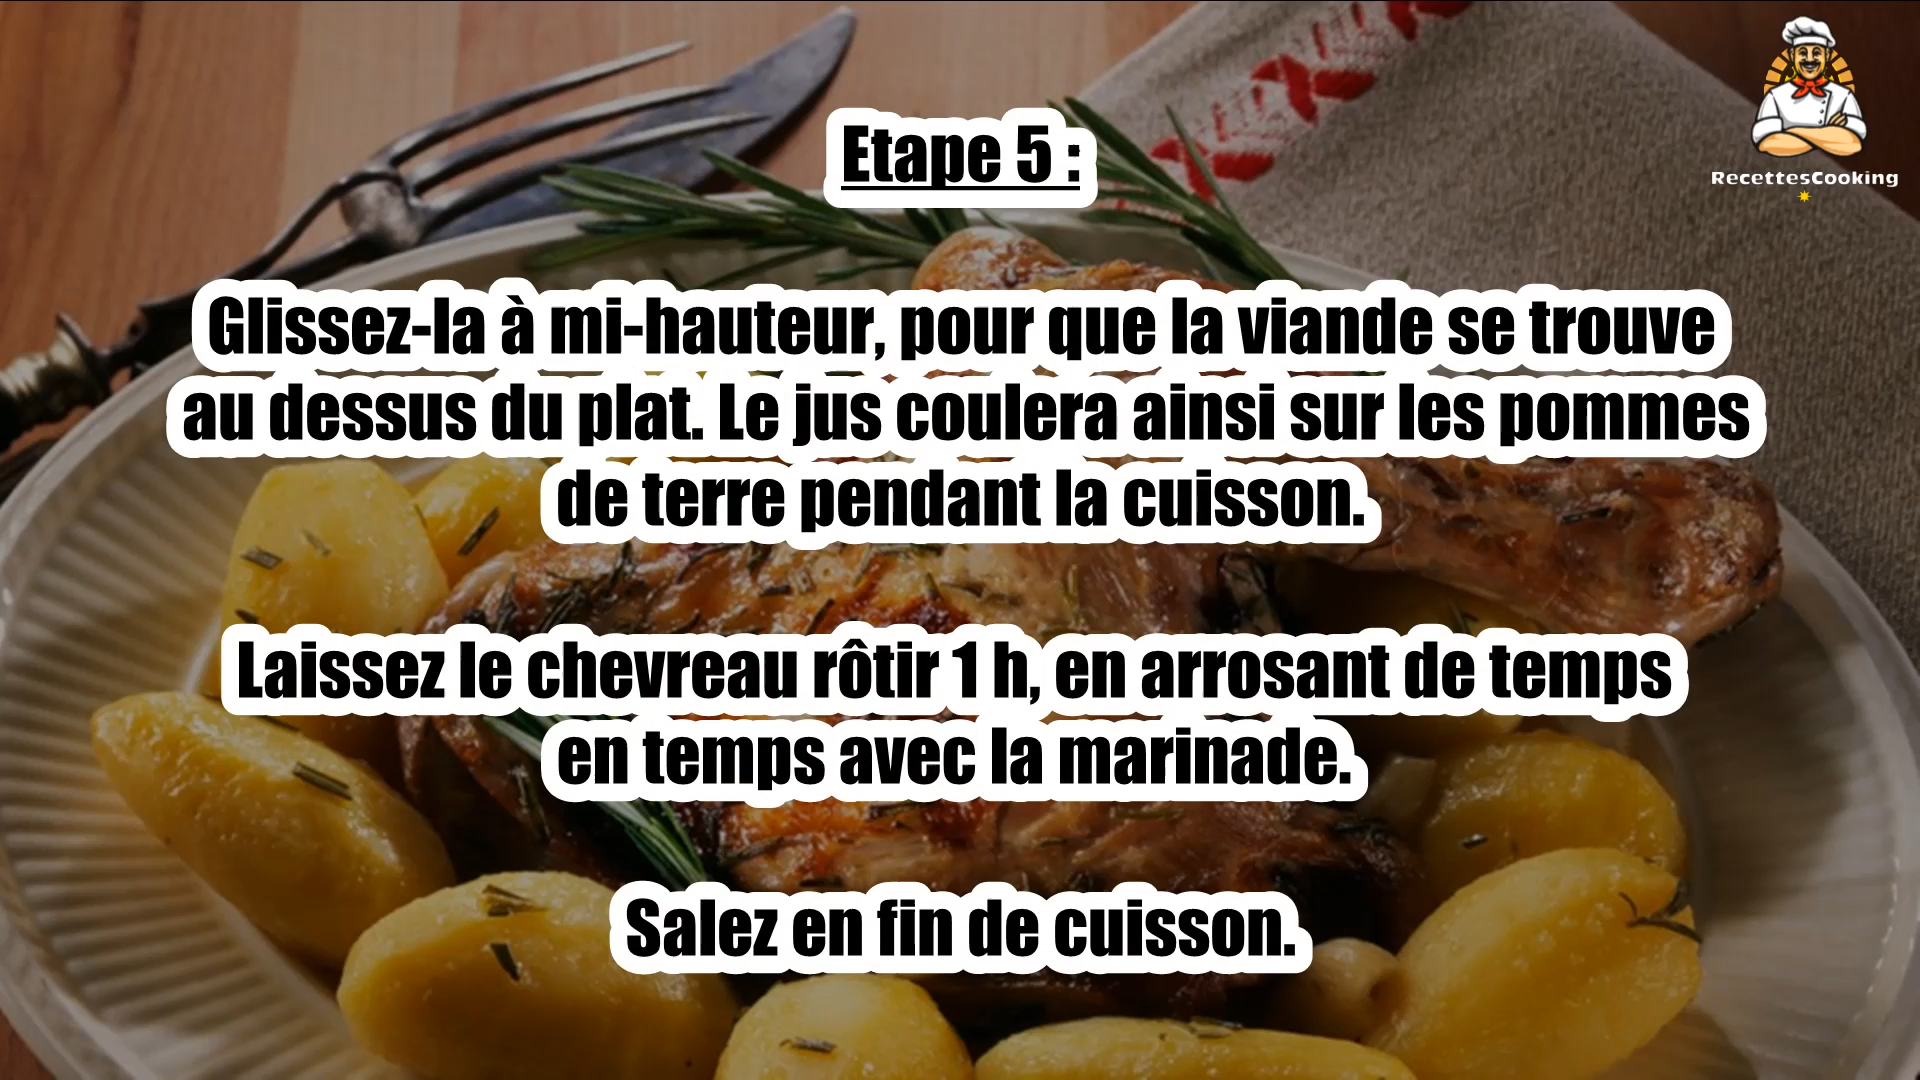 Etape 5 :
RecettesCooking
Glissez-la à mi-hauteur, pour que la viande se trouve
au dessus du plat. Le jus coulera ainsi sur les pommes
de terre pendant la cuisson.
Laissez le chevreau rôtir 1 h, en arrosant de temps
en temps avec la marinade.
Salez en fin de cuisson.